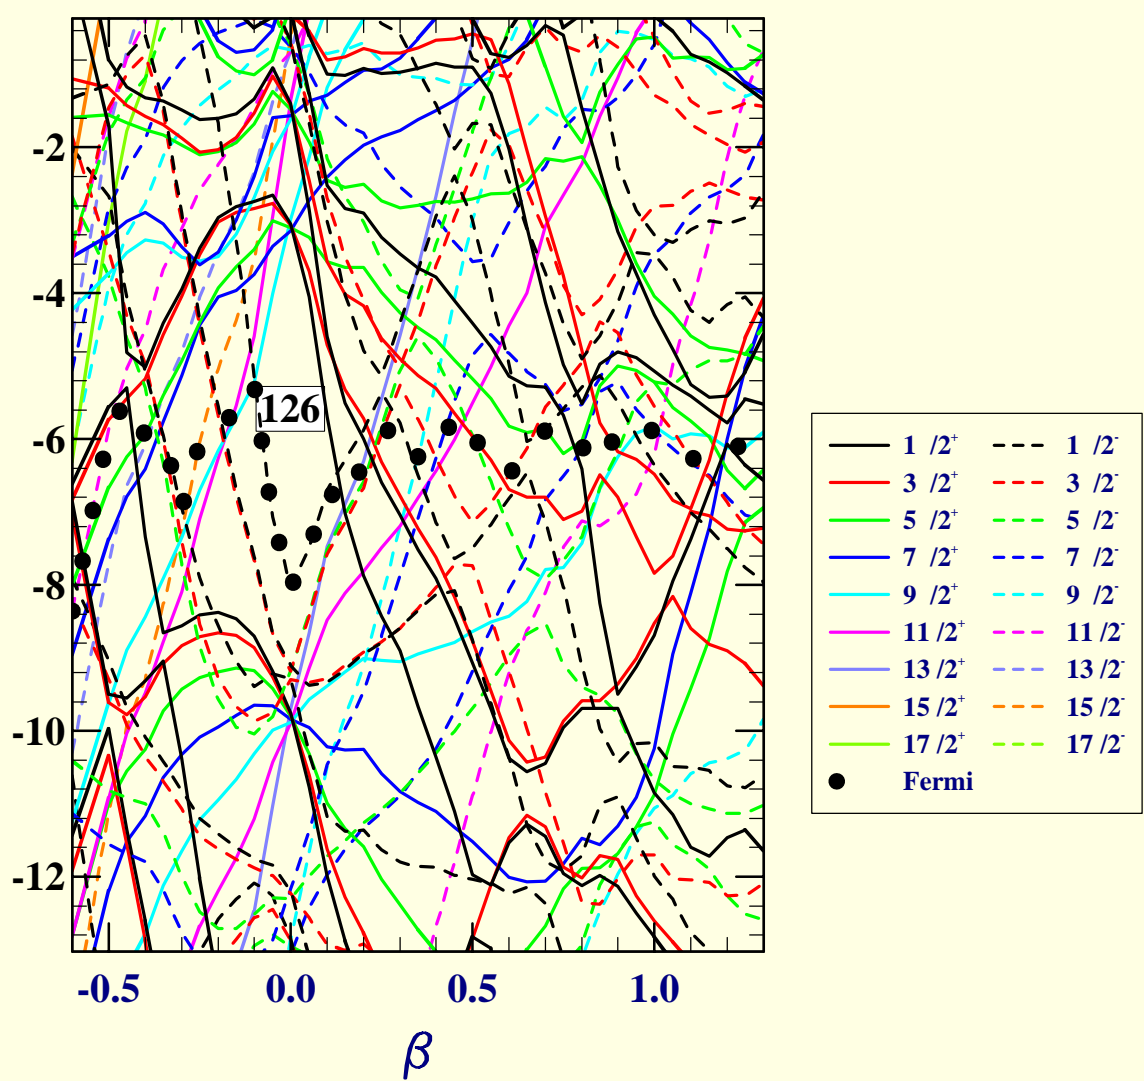 -2
-4
-6
-8
-10
-12
126
-0.5 0.0 0.5 1.0
β
1 /2+ 1 /2-
3 /2+ 3 /2-
5 /2+ 5 /2-
7 /2+ 7 /2-
9 /2+ 9 /2-
11 /2+ 11 /2-
13 /2+ 13 /2-
15 /2+ 15 /2-
17 /2+ 17 /2-
Fermi